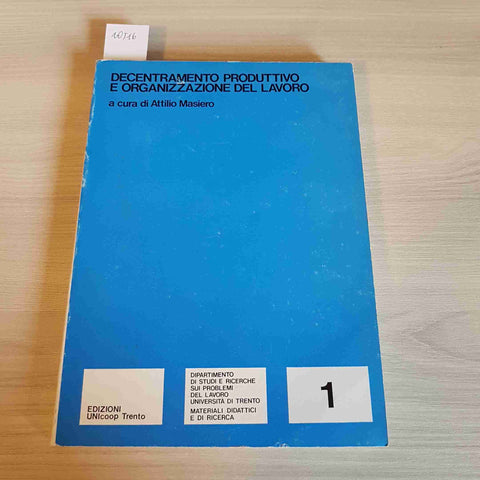 DECENTRAMENTO PRODUTTIVO
E ORGANIZZAZIONE DEL LAVORO
a cura di Attilio Masiero
EDIZIONI
UNIcoop Trento
DIPARTIMENTO
DI STUDI E RICERCHE
SUI PROBLEMI
DEL LAVORO
UNIVERSITÀ DI TRENTO
MATERIALI DIDATTICI
E DI RICERCA
1